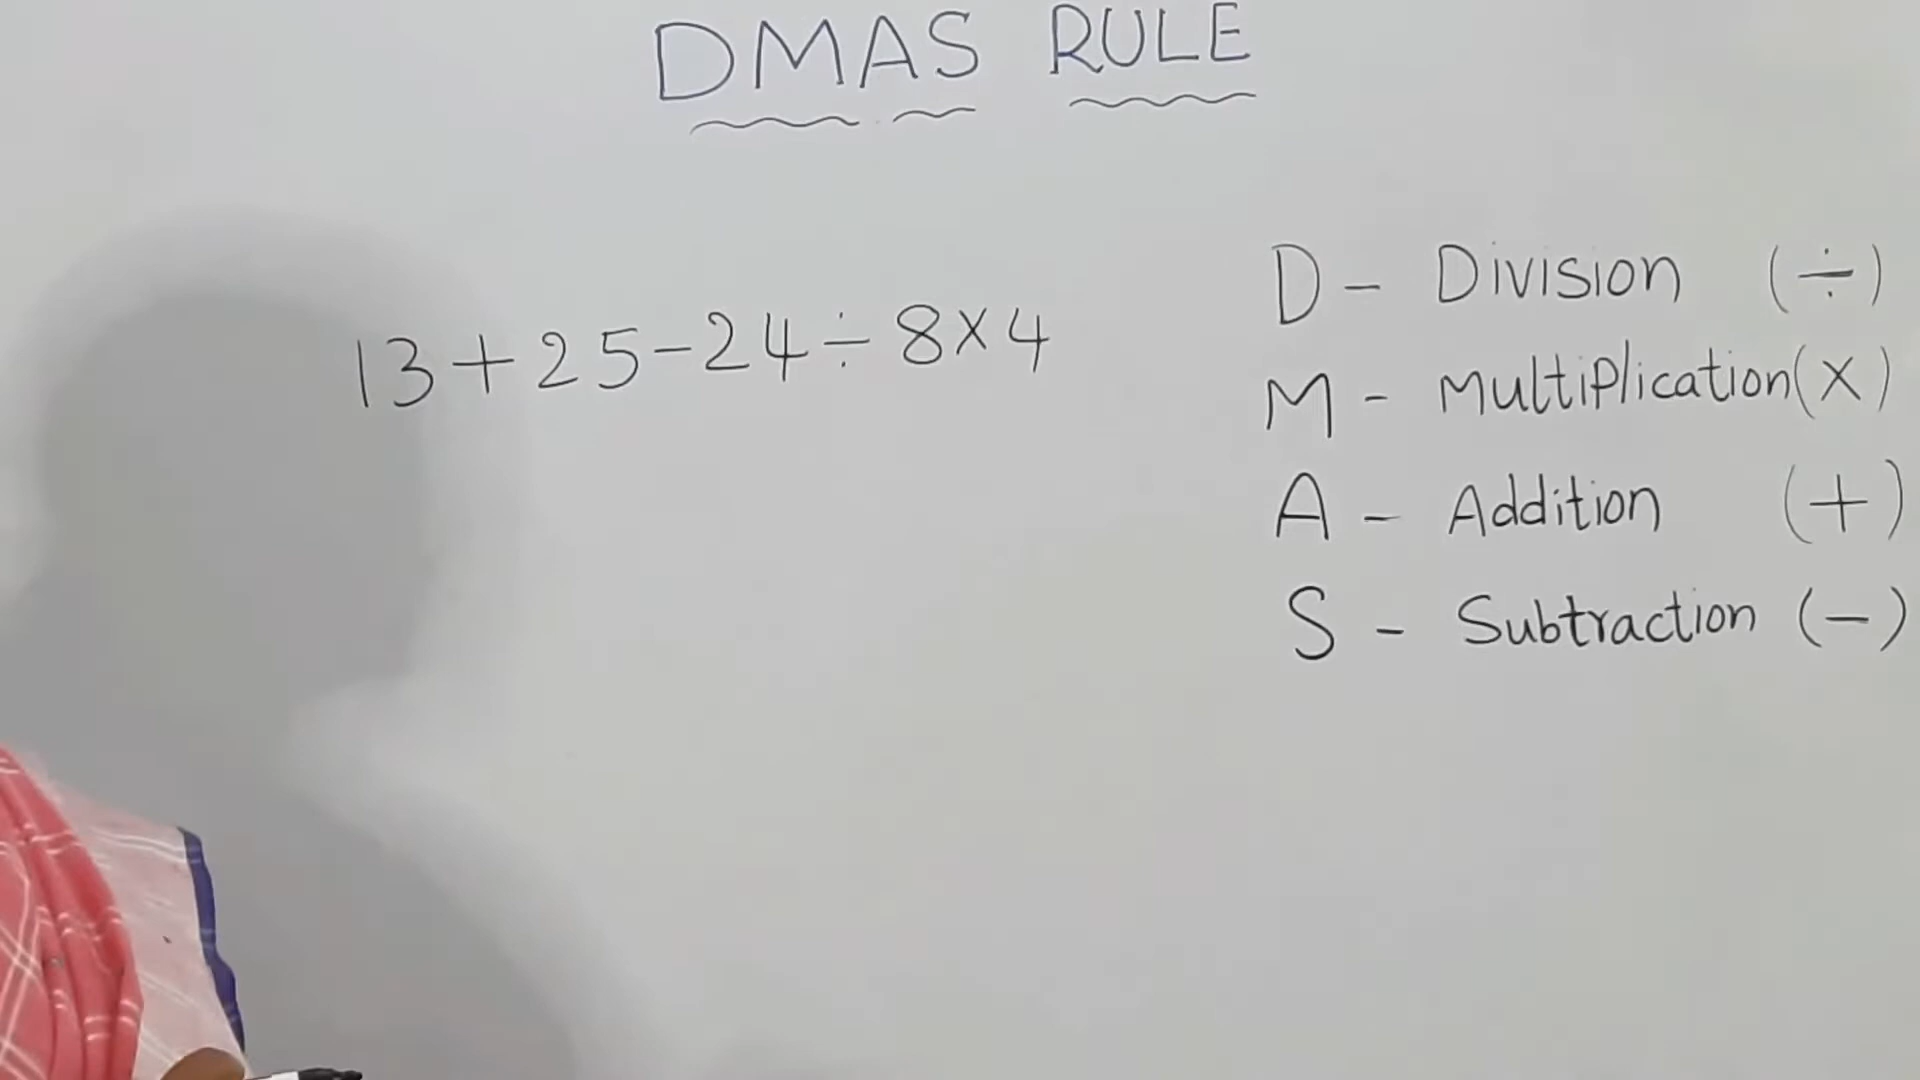 DMAS RULE
13+25-24÷8×4
D - Division (÷)
M - Multiplication (×)
A - Addition (+)
S - Subtraction (-)